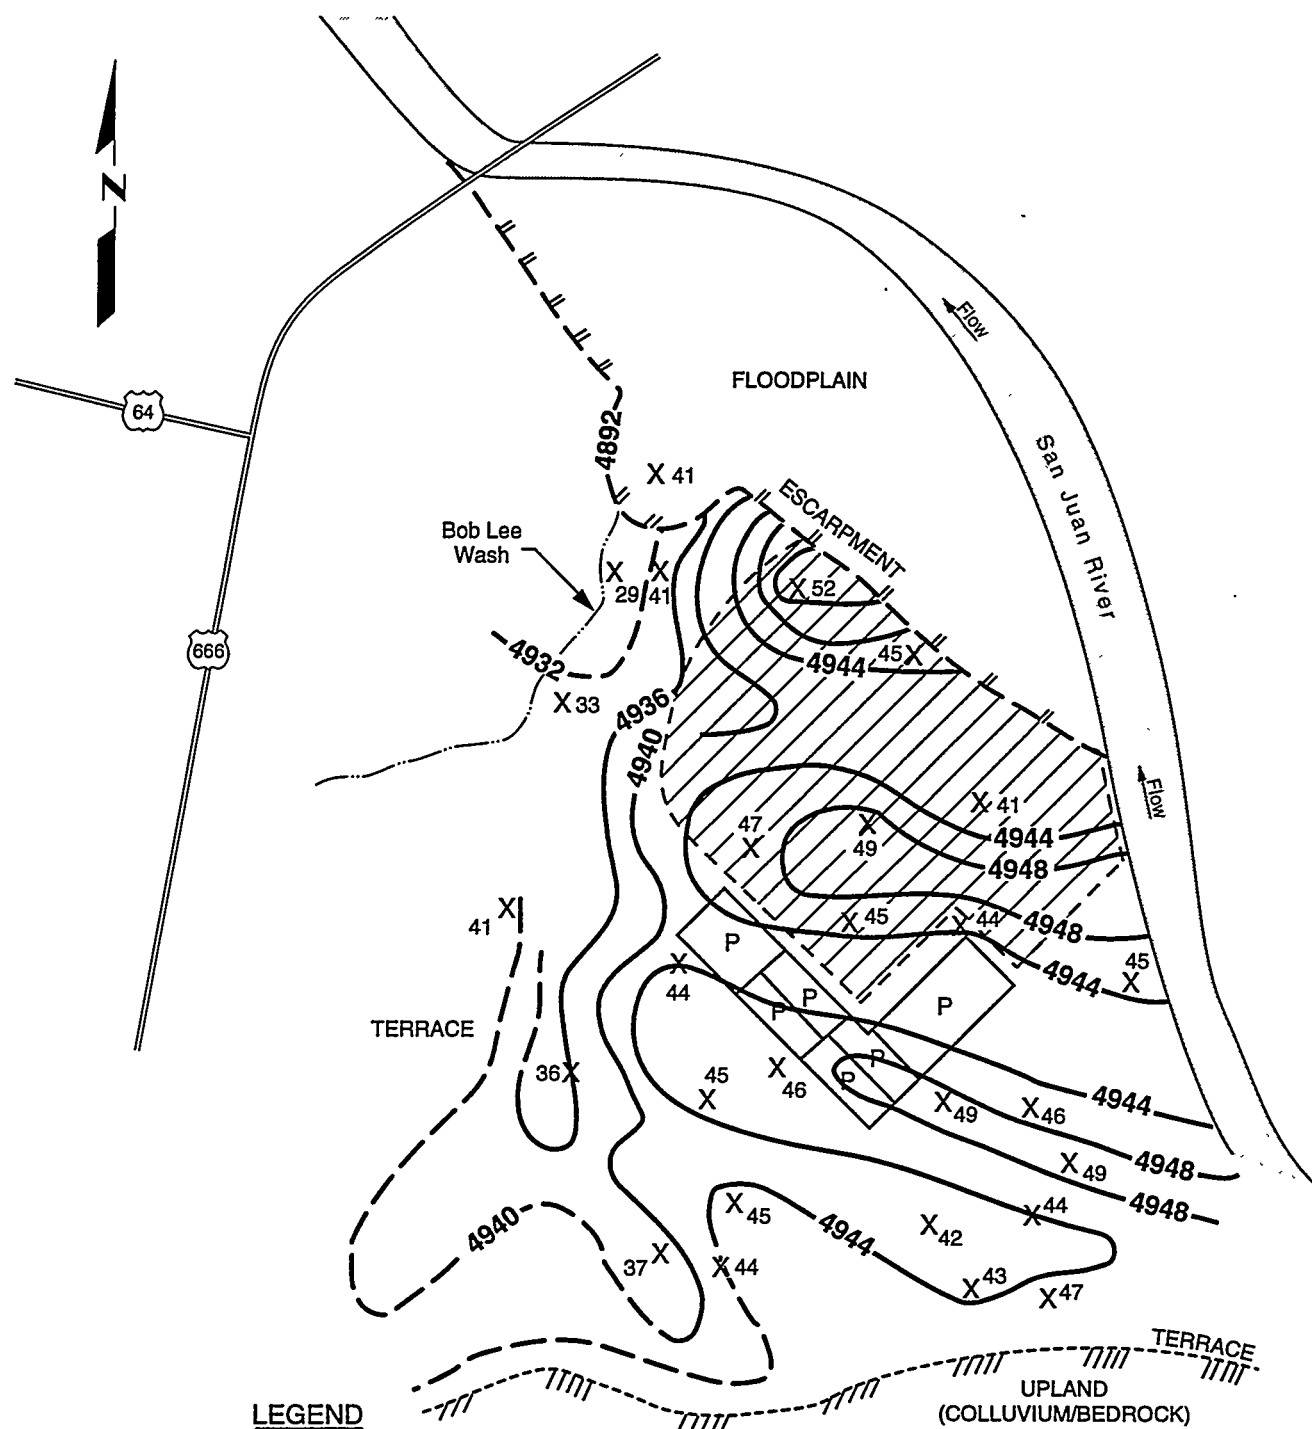 N
Flow
FLOODPLAIN
64
4892
San Juan River
X 41
ESCARPMENT
Bob Lee
Wash
X
29
X
41
X 52
666
4932
45 X
4944
X 33
4936
4940
Flow
X 41
47
X
X
49
4944
4948
X
41
X 45
X 44
4948
45
X
4944
X
44
P
P
P
P
P
P
TERRACE
36 X
45
X
X
46
X 49
X 46
4944
X 49
4948
4948
X 45
4940
4944
X 42
X 44
37 X
X 44
X 43
X 47
TERRACE
UPLAND
(COLLUVIUM/BEDROCK)
LEGEND